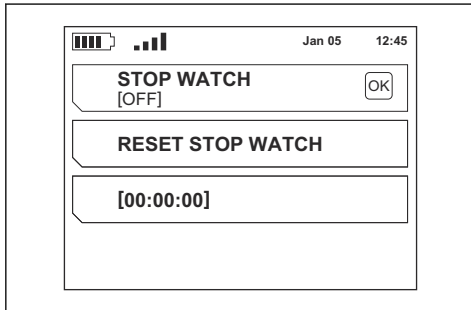 Jan 05 12:45
STOP WATCH
[OFF]
OK
RESET STOP WATCH
[00:00:00]